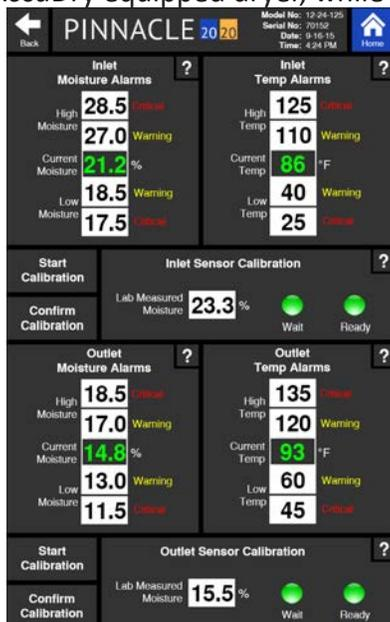 AccuDry equipped dryer, while
Back
PINNACLE 20 20
Model No: 12-24-125
Serial No: 70152
Date: 9-16-15
Time: 4:24 PM
Home
Inlet
Moisture Alarms
?
High
Moisture
28.5 Critical
27.0 Warning
Current
Moisture
21.2 %
Low
Moisture
18.5 Warning
17.5 Critical
Inlet
Temp Alarms
?
High
Temp
125 Critical
110 Warning
Current
Temp
86 °F
Low
Temp
40 Warning
25 Critical
Start
Calibration
Confirm
Calibration
Inlet Sensor Calibration
?
Lab Measured
Moisture
23.3 %
Wait
Ready
Outlet
Moisture Alarms
?
High
Moisture
18.5 Critical
17.0 Warning
Current
Moisture
14.8 %
Low
Moisture
13.0 Warning
11.5 Critical
Outlet
Temp Alarms
?
High
Temp
135 Critical
120 Warning
Current
Temp
93 °F
Low
Temp
60 Warning
45 Critical
Start
Calibration
Confirm
Calibration
Outlet Sensor Calibration
?
Lab Measured
Moisture
15.5 %
Wait
Ready